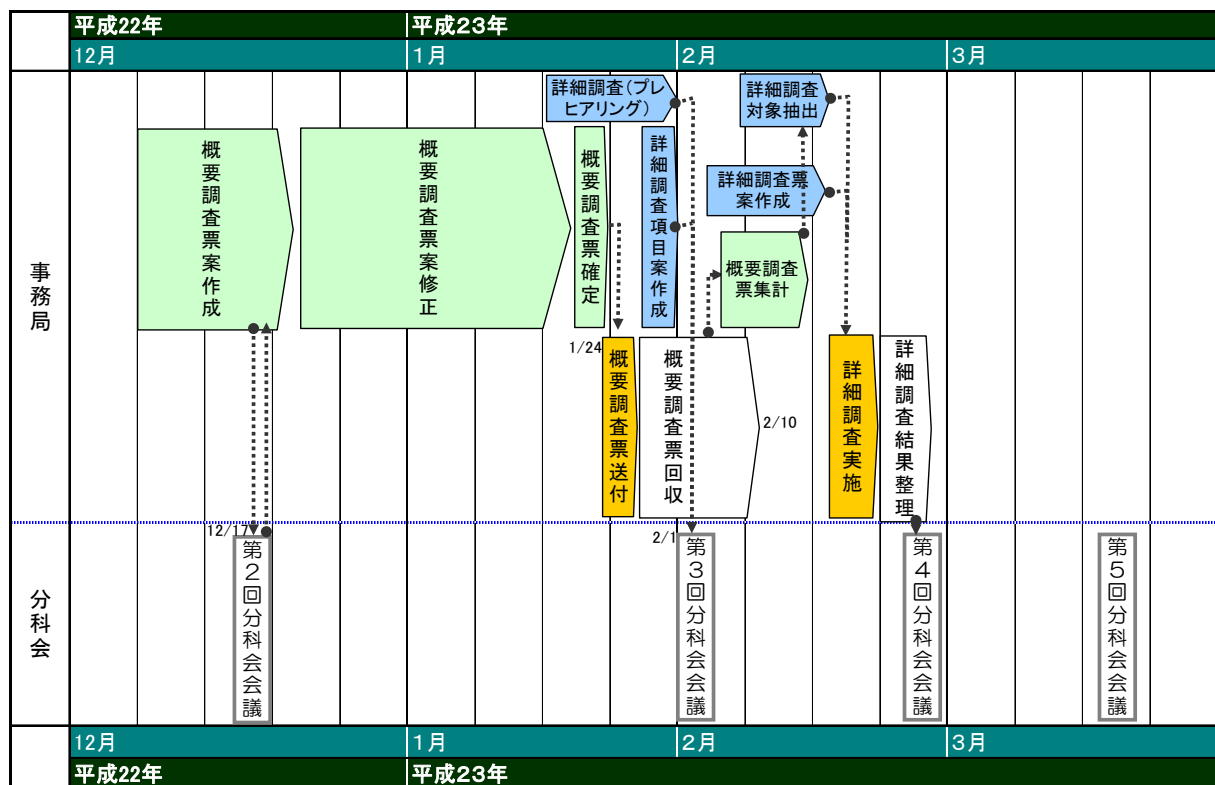 平成22年 平成23年
12月 1月 2月 3月
事務局
詳細調査(プレ
ヒアリング)
詳細調査
対象抽出
概要調査票案作成
概要調査票案修正
概要調査票確定
詳細調査項目案作成
詳細調査票
案作成
概要調査
票集計
1/24
概要調査票送付
概要調査票回収
2/10
詳細調査実施
詳細調査結果整理
分科会
12/17
第2回分科会会議
2/1
第3回分科会会議
第4回分科会会議
第5回分科会会議
12月 1月 2月 3月
平成22年 平成23年